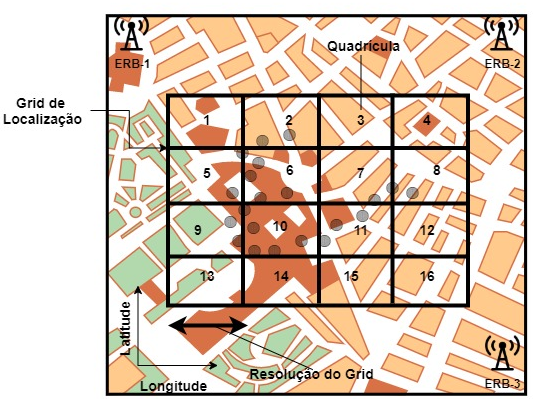 ERB-1
ERB-2
Quadrícula
Grid de
Localização
1
2
3
4
5
6
7
8
9
10
11
12
13
14
15
16
Latitude
Longitude
Resolução do Grid
ERB-3